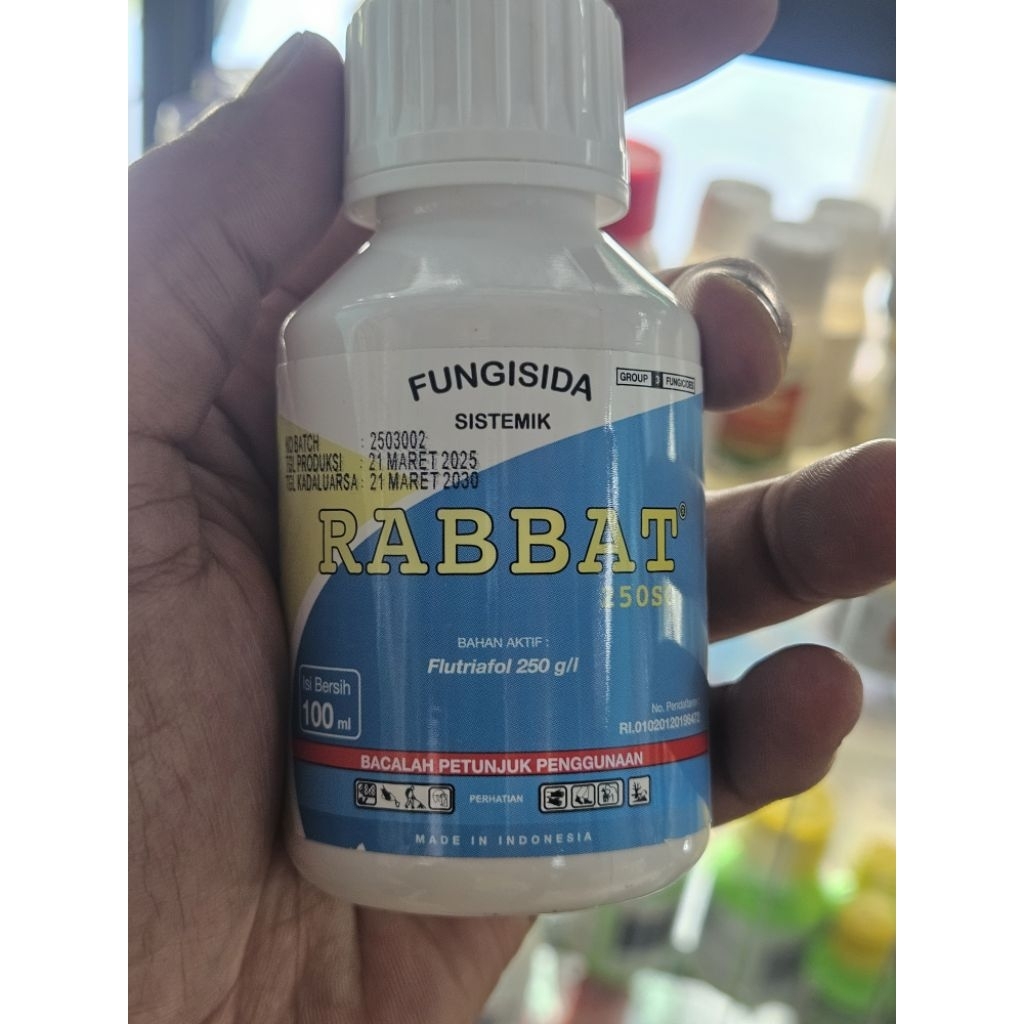 FUNGISIDA
SISTEMIK
GROUP 3 FUNGICIDES
NO BATCH : 2503002
TGL PRODUKSI : 21 MARET 2025
TGL KADALUARSA : 21 MARET 2030
RABBAT®
BAHAN AKTIF :
Flutriafol 250 g/l
Isi Bersih
100 ml
No. Pendaftaran
BACALAH PETUNJUK PENGGUNAAN
PERHATIAN
MADE IN INDONESIA